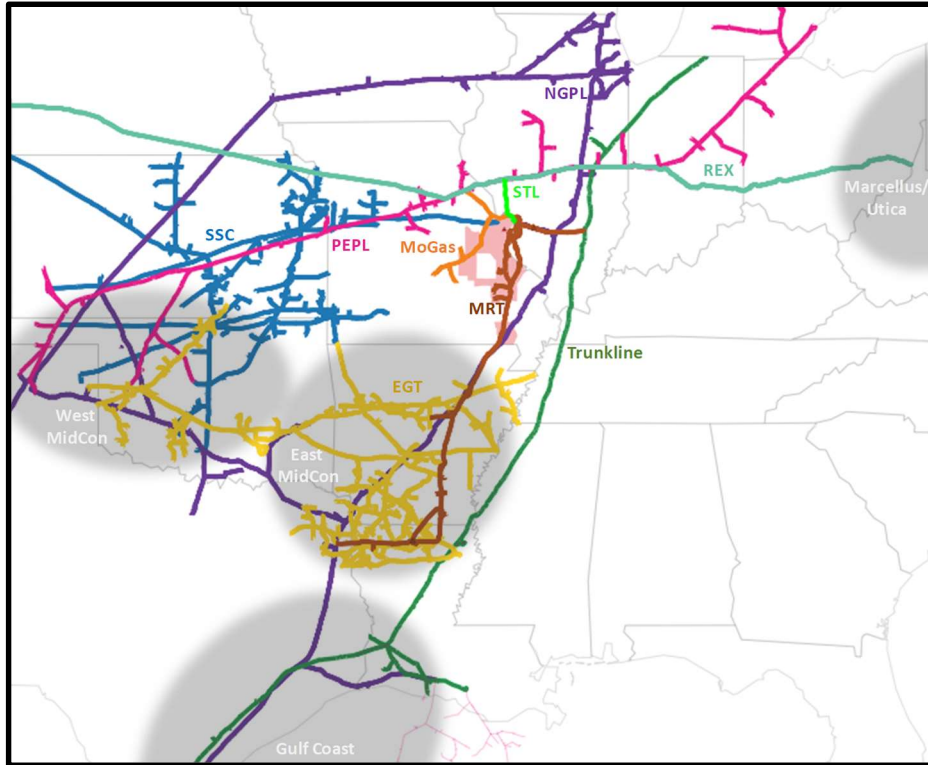 NGPL
REX
Marcellus/
Utica
STL
SSC
PEPL
MoGas
MRT
Trunkline
EGT
West
MidCon
East
MidCon
Gulf Coast